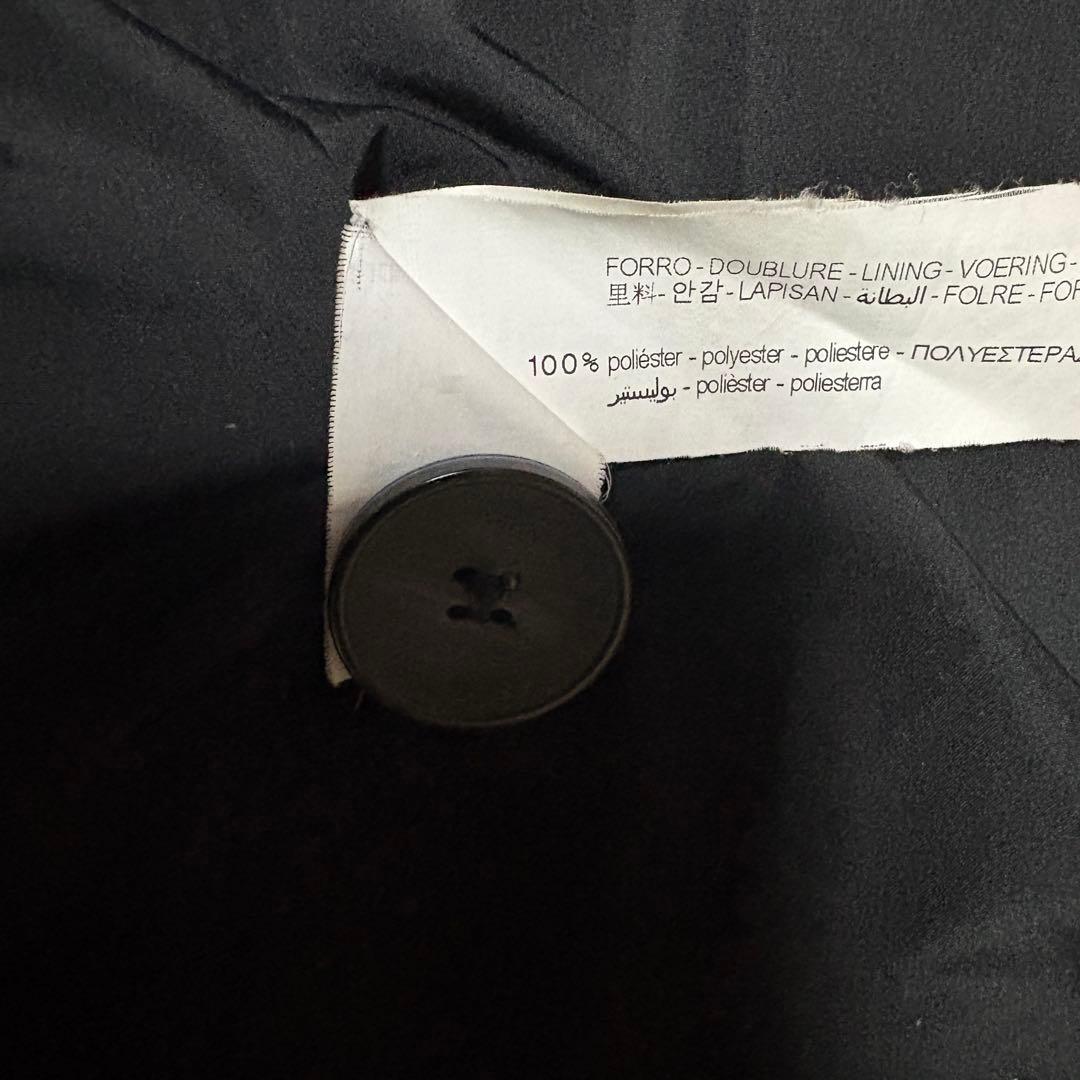 FORRO - DOUBLURE - LINING - VOERING -
里料 - 안감 - LAPISAN - البطانة - FOLRE - FOR
100% poliéster - polyester - poliestere - ΠΟΛΥΕΣΤΕΡΑΣ
بوليستير - polièster - poliesterra